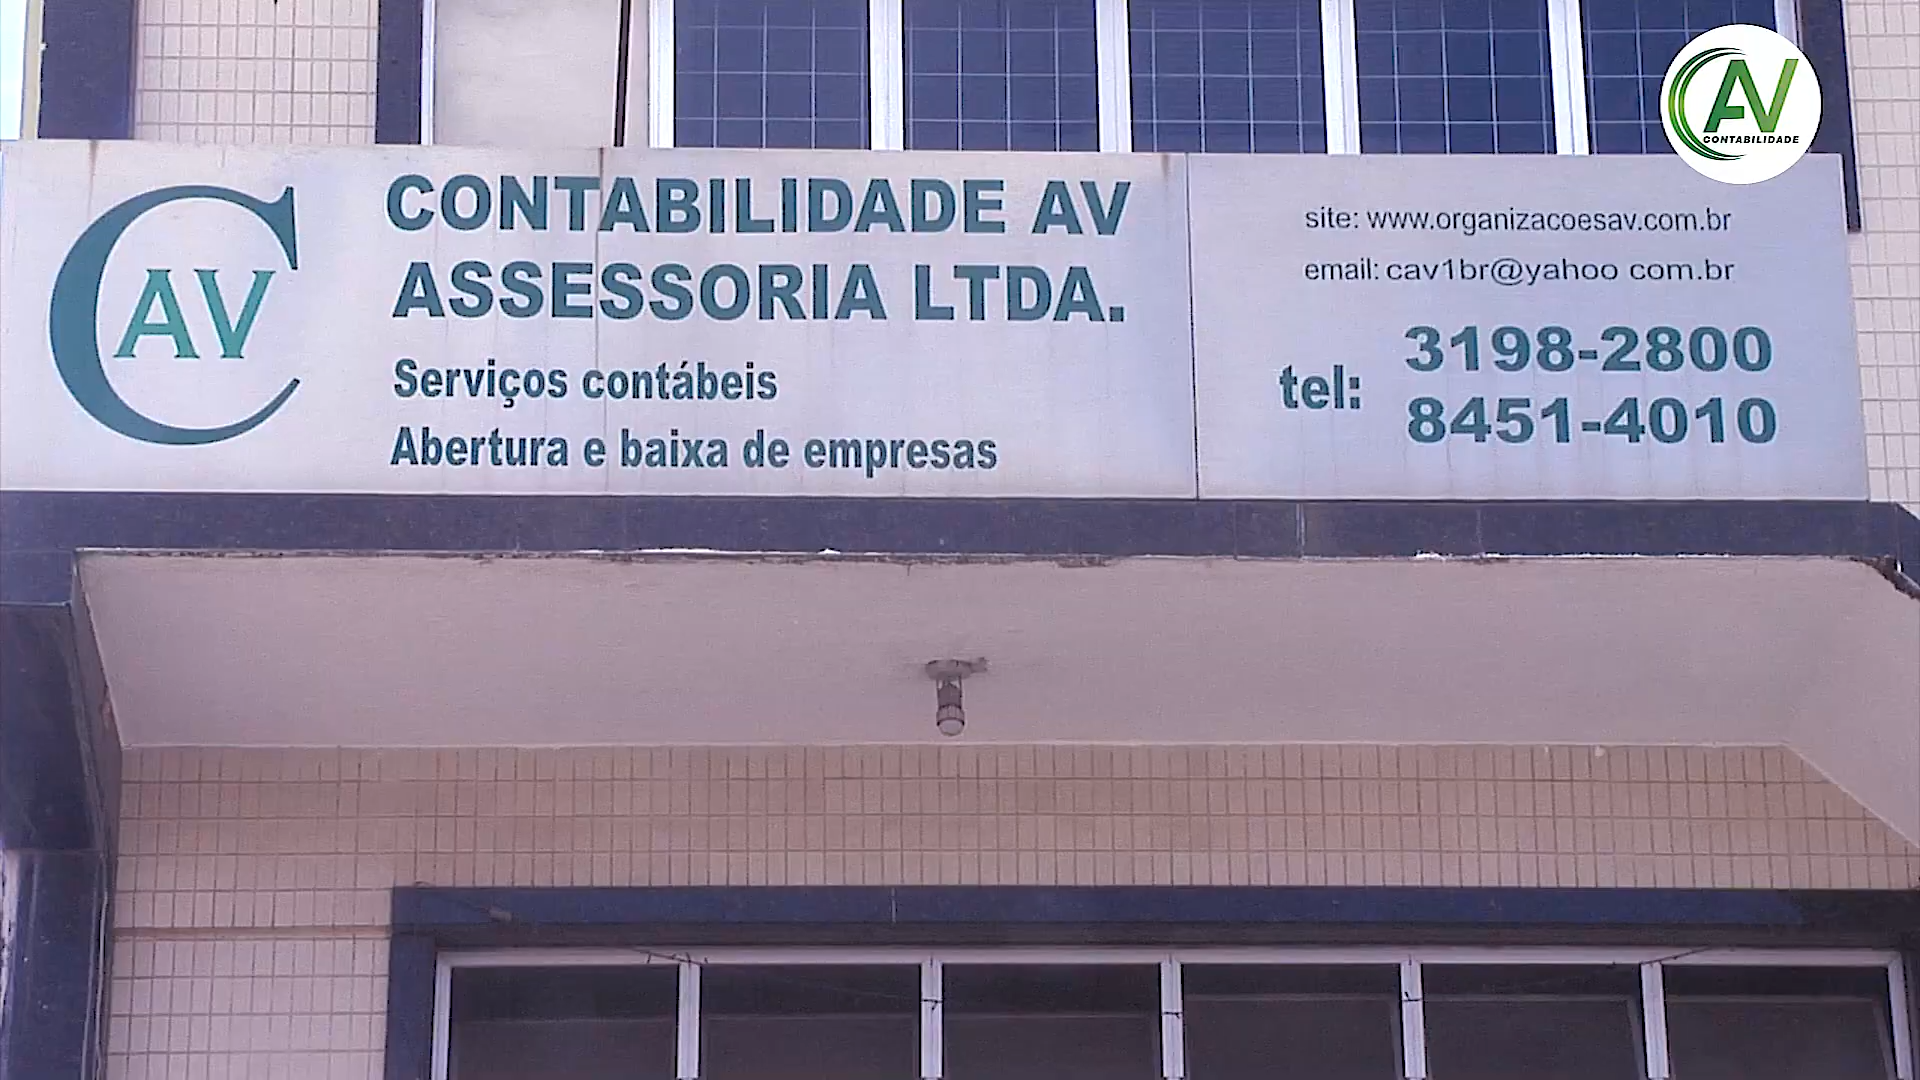 CAV
CONTABILIDADE AV
ASSESSORIA LTDA.
Serviços contábeis
Abertura e baixa de empresas
site: www.organizacoesav.com.br
email: cav1br@yahoo com.br
tel: 3198-2800
8451-4010
AV
CONTABILIDADE